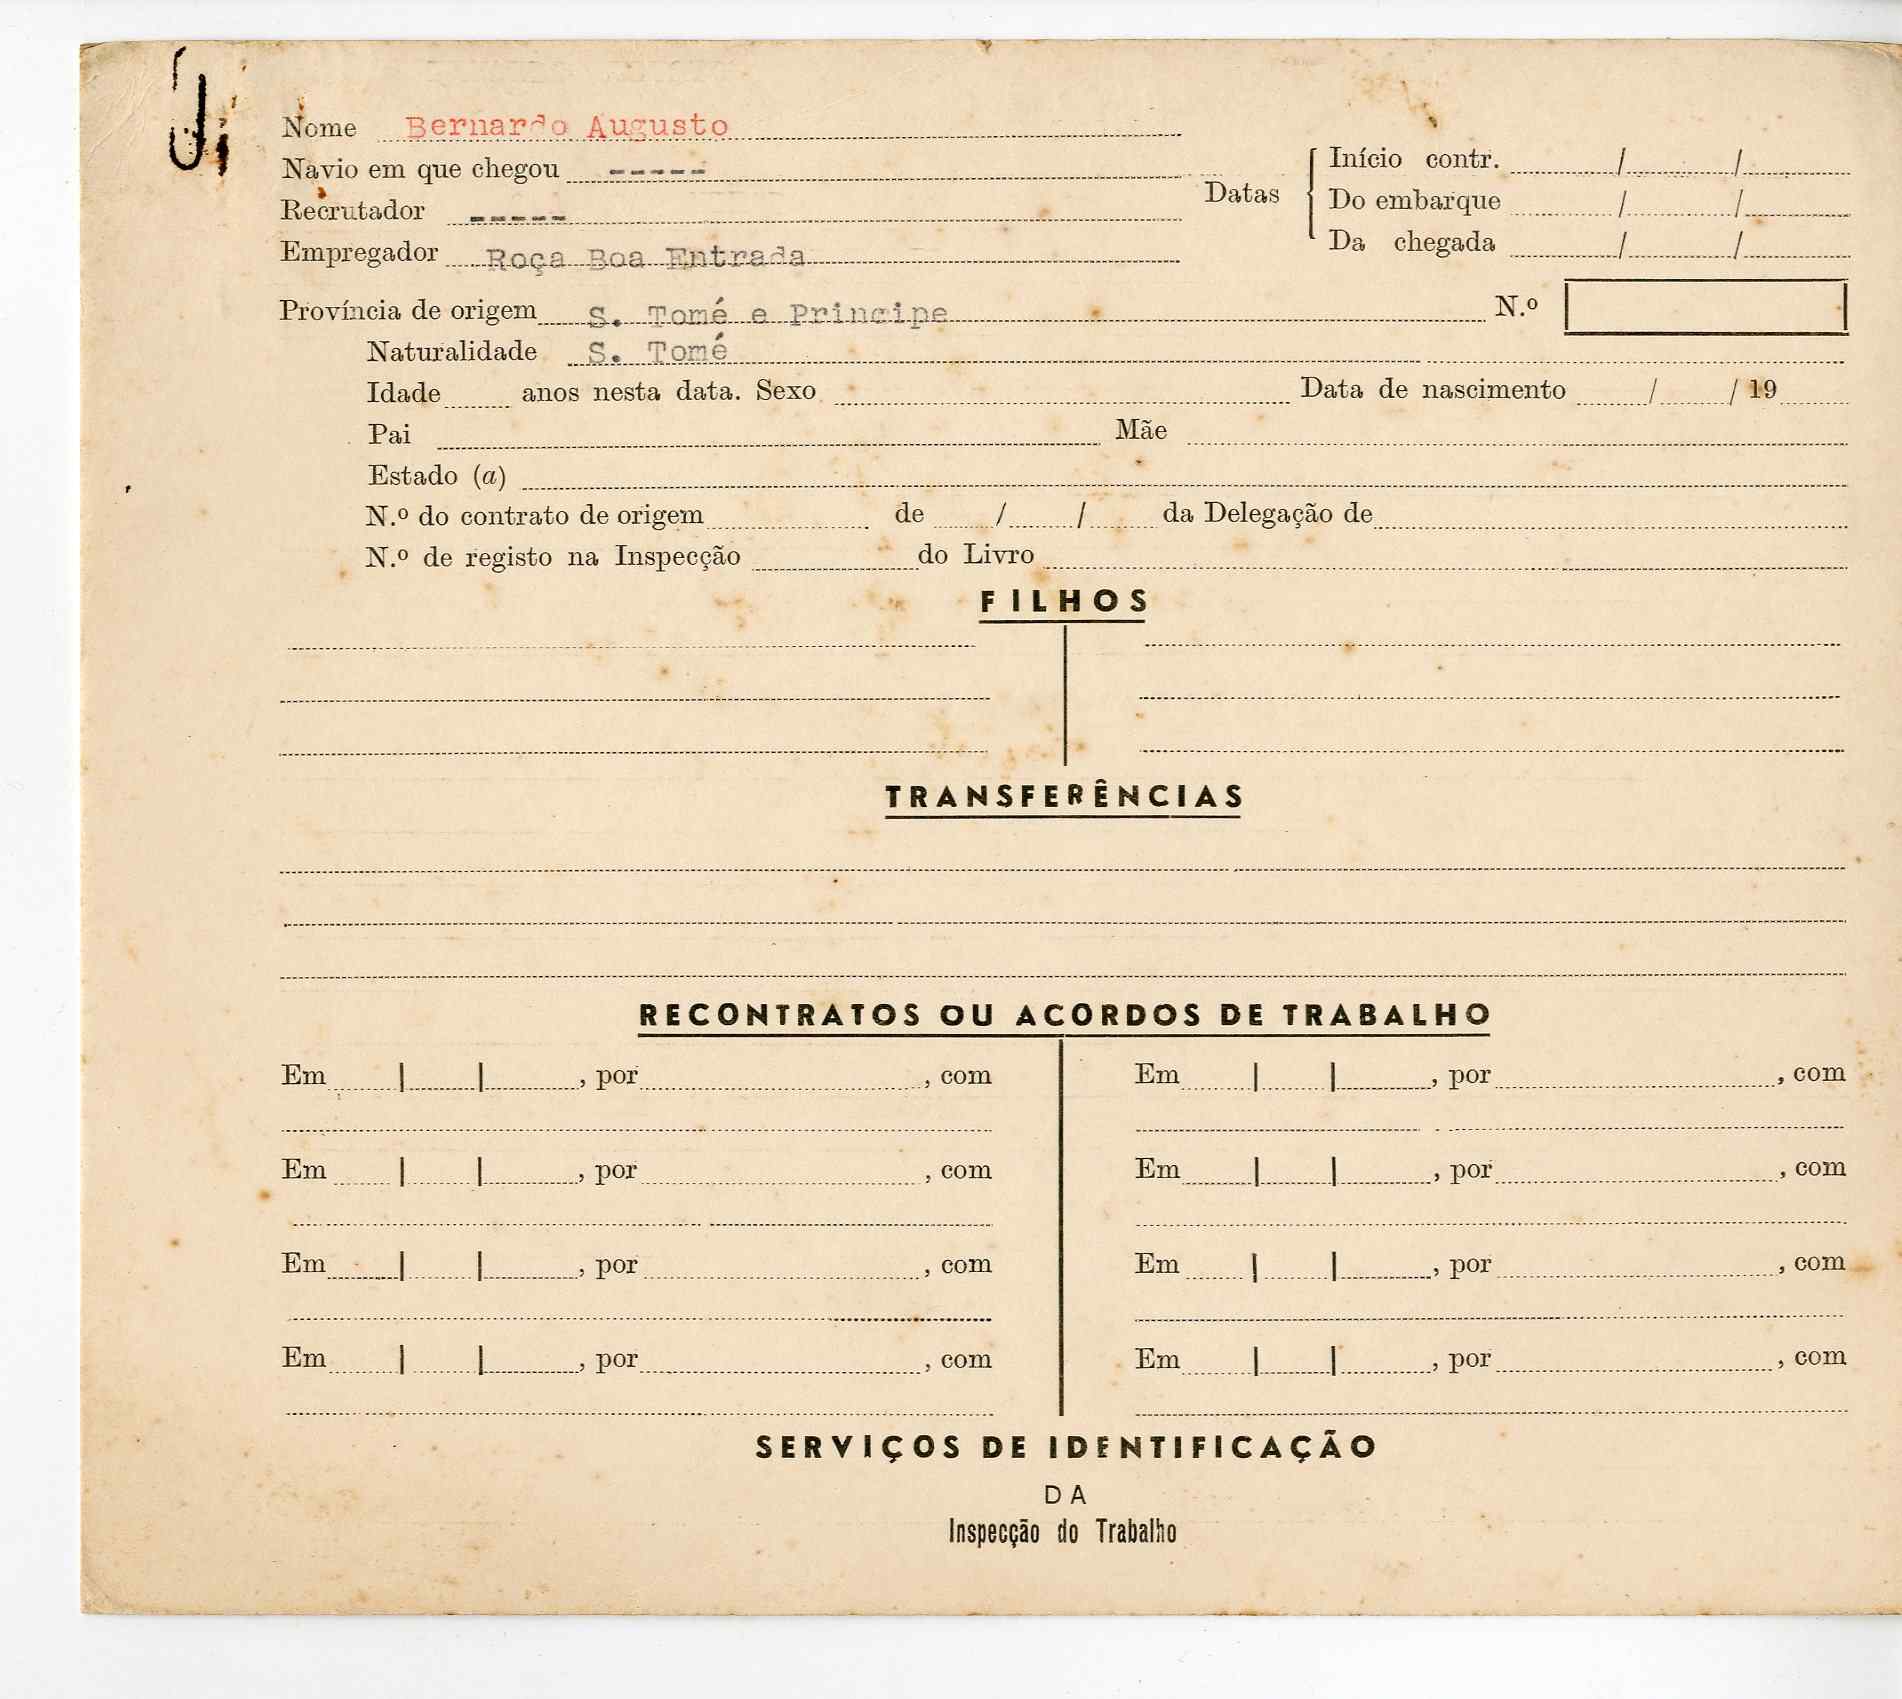 Nome Bernardo Augusto
Navio em que chegou -----
Recrutador -----
Empregador Roça Boa Entrada
Datas
Início contr. / /
Do embarque / /
Da chegada / /
Província de origem S. Tomé e Principe N.º
Naturalidade S. Tomé
Idade anos nesta data. Sexo Data de nascimento / / 19
Pai Mãe
Estado (a)
N.º do contrato de origem de / / da Delegação de
N.º de registo na Inspecção do Livro
FILHOS
TRANSFERÊNCIAS
RECONTRATOS OU ACORDOS DE TRABALHO
Em | | , por , com Em | | , por , com
Em | | , por , com Em | | , por , com
Em | | , por , com Em | | , por , com
Em | | , por , com Em | | , por , com
SERVIÇOS DE IDENTIFICAÇÃO
DA
Inspecção do Trabalho